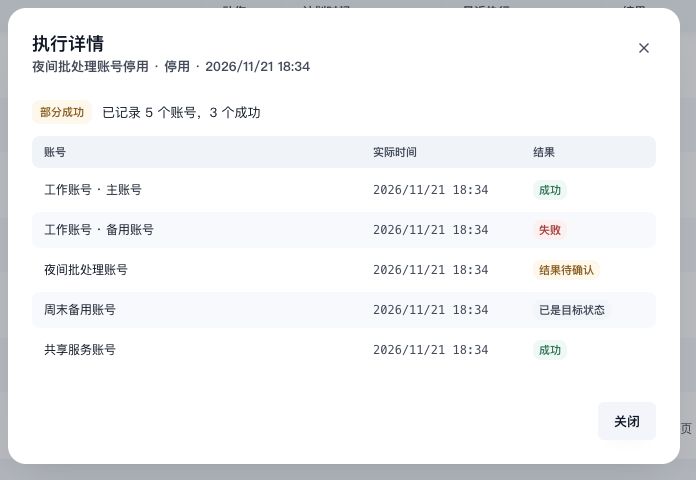 执行详情
夜间批处理账号停用 · 停用 · 2026/11/21 18:34
部分成功 已记录 5 个账号，3 个成功
账号 实际时间 结果
工作账号 · 主账号 2026/11/21 18:34 成功
工作账号 · 备用账号 2026/11/21 18:34 失败
夜间批处理账号 2026/11/21 18:34 结果待确认
周末备用账号 2026/11/21 18:34 已是目标状态
共享服务账号 2026/11/21 18:34 成功
关闭
页